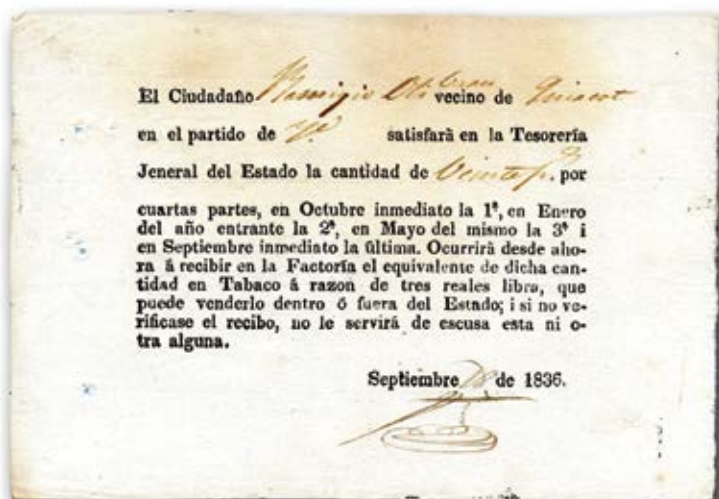 El Ciudadaño Remigio vecino de
en el partido de satisfarà en la Tesorería
Jeneral del Estado la cantidad de Veinte p.s por
cuartas partes, en Octubre inmediato la 1ª, en Enero
del año entrante la 2ª, en Mayo del mismo la 3ª i
en Septiembre inmediato la última. Ocurrirà desde aho-
ra á recibir en la Factoría el equivalente de dicha can-
tidad en Tabaco á razon de tres reales libra, que
puede venderlo dentro ó fuera del Estado; i si no ve-
rificase el recibo, no le servirá de escusa esta ni o-
tra alguna.
Septiembre de 1836.